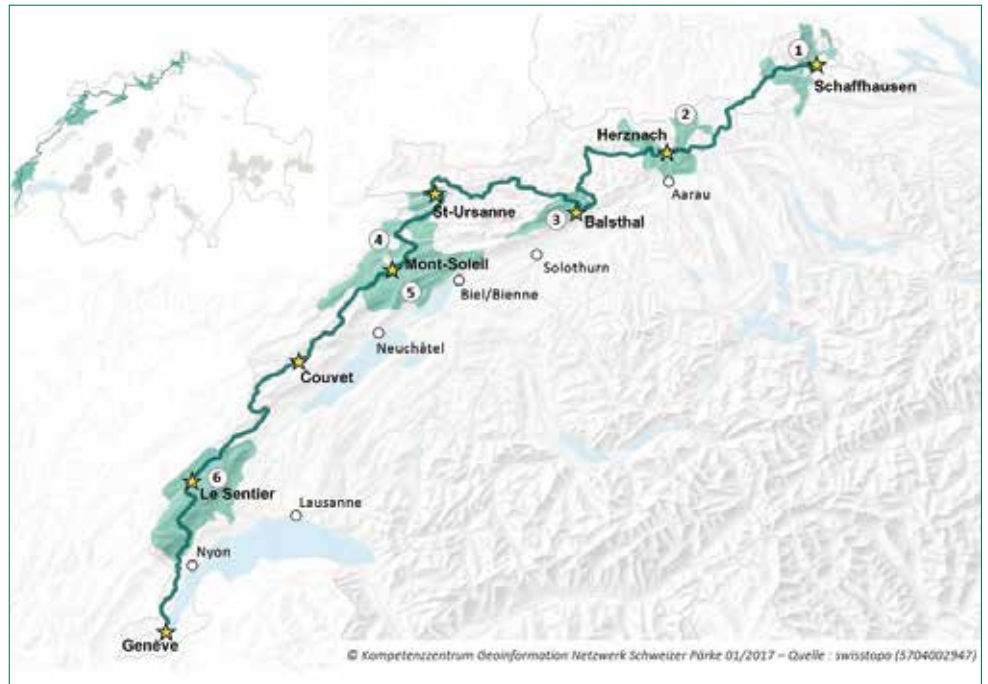 1
Schaffhausen
2
Herznach
Aarau
St-Ursanne
3
Balsthal
4
Mont-Soleil
Solothurn
5
Biel/Bienne
Neuchâtel
Couvet
6
Le Sentier
Lausanne
Nyon
Genève
© Kompetenzzentrum Geoinformation Netzwerk Schweizer Pärke 01/2017 – Quelle : swisstopo (5704002947)